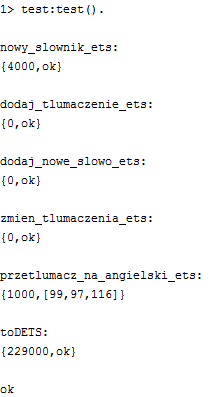 1> test:test().
nowy_slownik_ets:
{4000,ok}
dodaj_tlumaczenie_ets:
{0,ok}
dodaj_nowe_slowo_ets:
{0,ok}
zmien_tlumaczenia_ets:
{0,ok}
przetlumacz_na_angielski_ets:
{1000,[99,97,116]}
toDETS:
{229000,ok}
ok